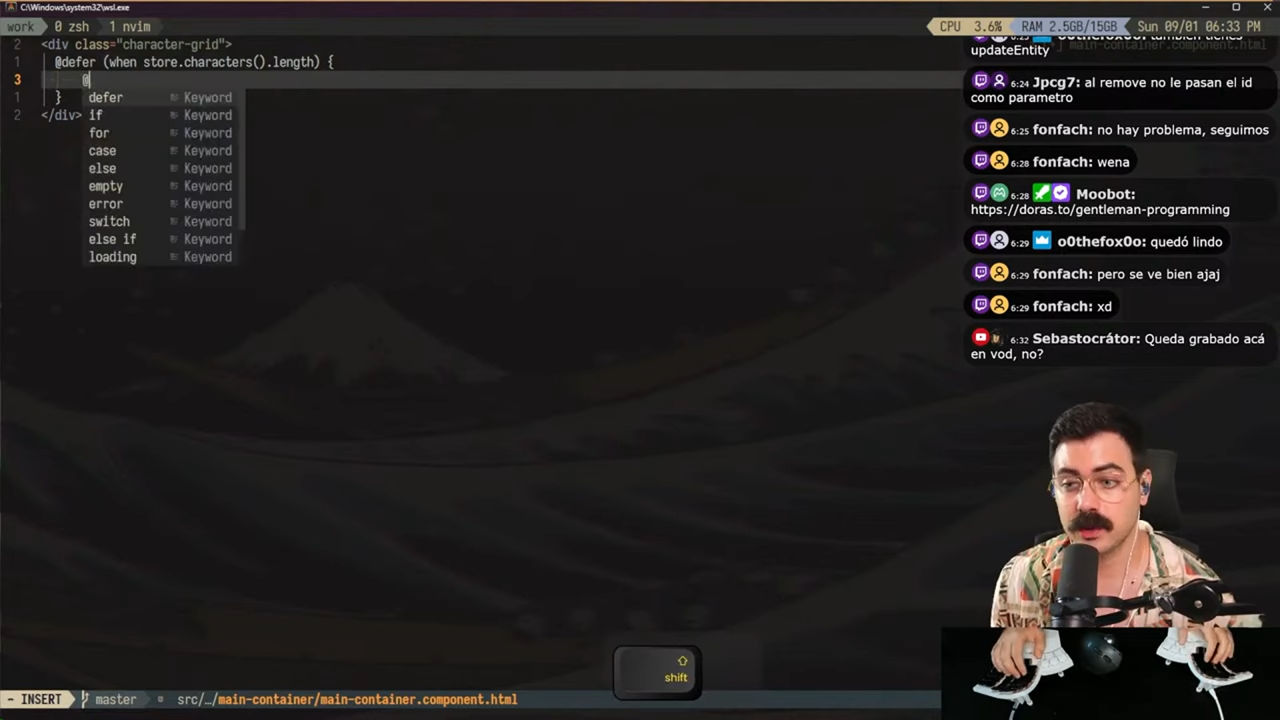 C:\Windows\system32\wsl.exe
work 0 zsh 1 nvim
CPU 3.6% RAM 2.5GB/15GB Sun 09/01 06:33 PM
2 <div class="character-grid">
1 @defer (when store.characters().length) {
3 @
1 }
2 </div>
defer Keyword
if Keyword
for Keyword
case Keyword
else Keyword
empty Keyword
error Keyword
switch Keyword
else if Keyword
loading Keyword
updateEntity
main-container.component.html
6:24 Jpcg7: al remove no le pasan el id
como parametro
6:25 fonfach: no hay problema, seguimos
6:28 fonfach: wena
6:28 Moobot:
https://doras.to/gentleman-programming
6:29 o0thefox0o: quedó lindo
6:29 fonfach: pero se ve bien ajaj
6:29 fonfach: xd
6:32 Sebastocrátor: Queda grabado acá
en vod, no?
shift
- INSERT master src/…/main-container/main-container.component.html